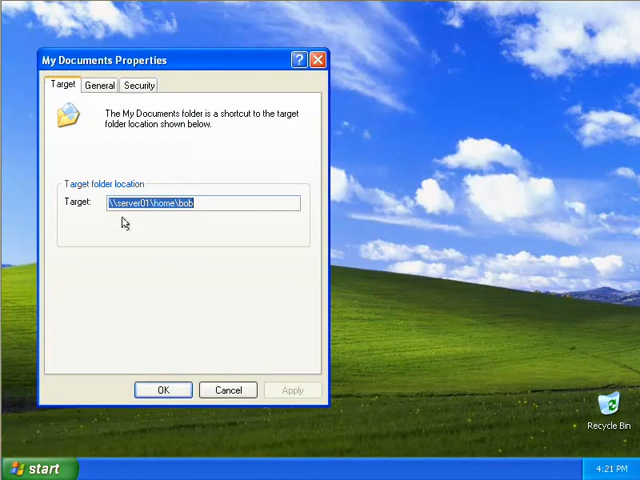 My Documents Properties
Target General Security
The My Documents folder is a shortcut to the target
folder location shown below.
Target folder location
Target: \\server01\home\bob
OK Cancel Apply
Recycle Bin
start 4:21 PM